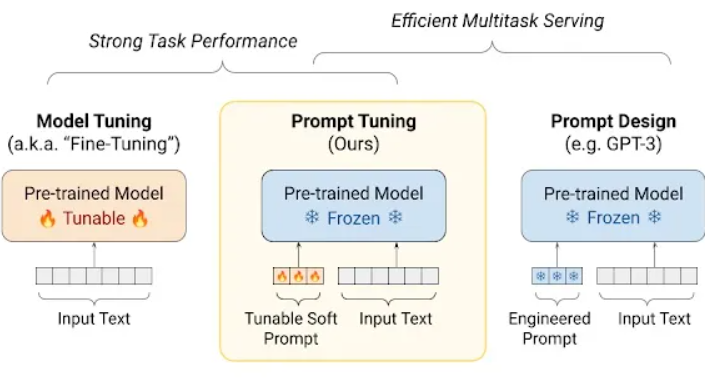 Efficient Multitask Serving
Strong Task Performance
Model Tuning
(a.k.a. “Fine-Tuning”)
Pre-trained Model
🔥 Tunable 🔥
Input Text
Prompt Tuning
(Ours)
Pre-trained Model
❄ Frozen ❄
Tunable Soft
Prompt
Input Text
Prompt Design
(e.g. GPT-3)
Pre-trained Model
❄ Frozen ❄
Engineered
Prompt
Input Text